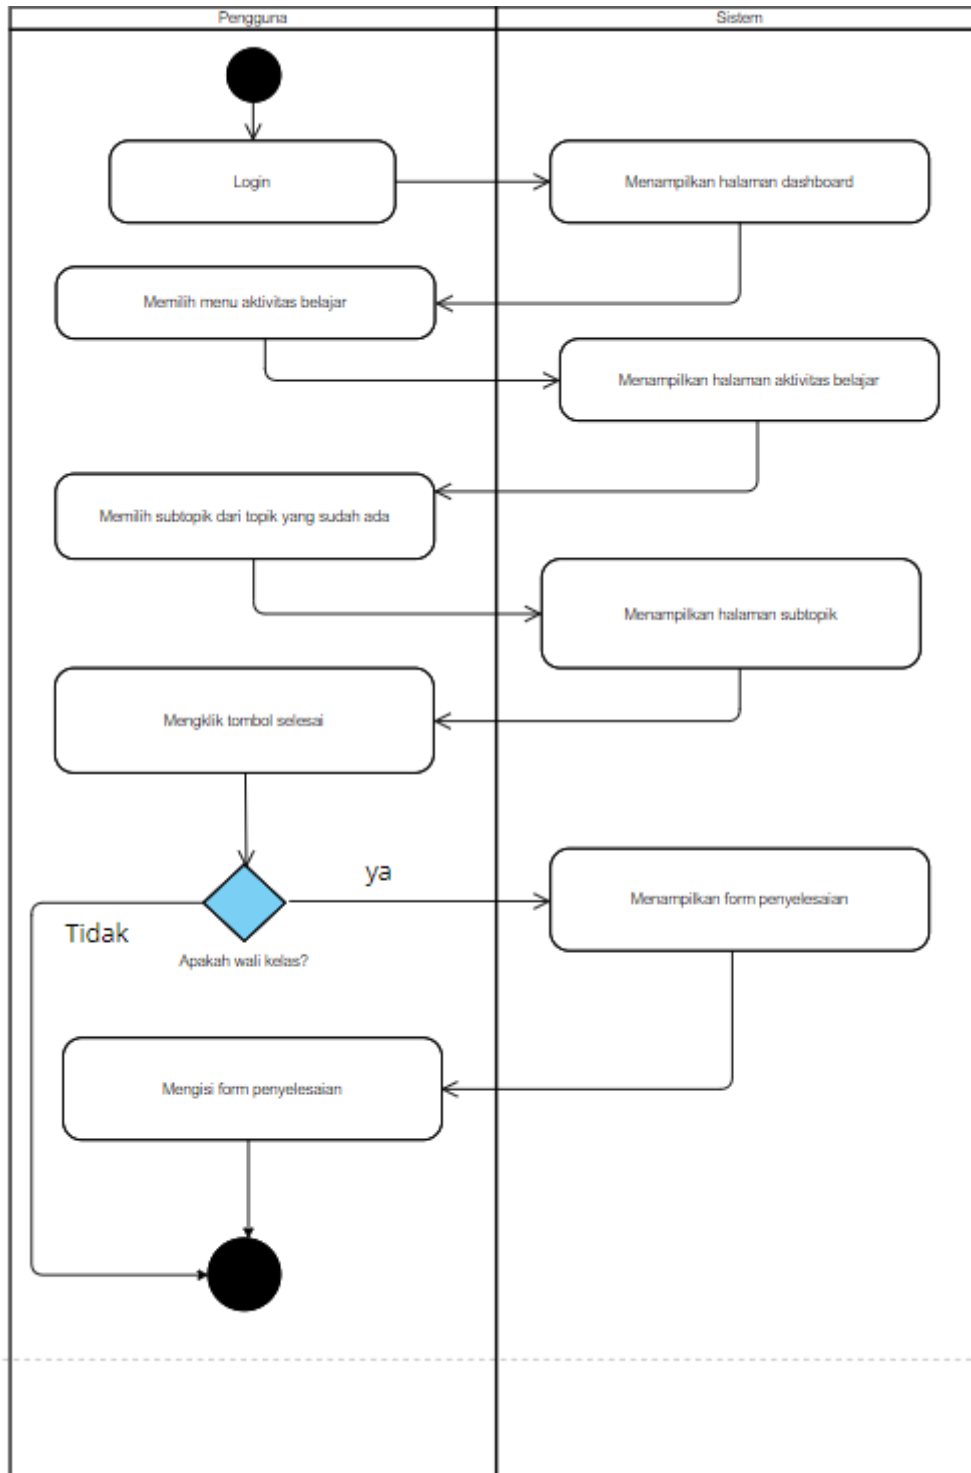 Pengguna
Sistem
Login
Menampilkan halaman dashboard
Memilih menu aktivitas belajar
Menampilkan halaman aktivitas belajar
Memilih subtopik dari topik yang sudah ada
Menampilkan halaman subtopik
Mengklik tombol selesai
ya
Menampilkan form penyelesaian
Tidak
Apakah wali kelas?
Mengisi form penyelesaian